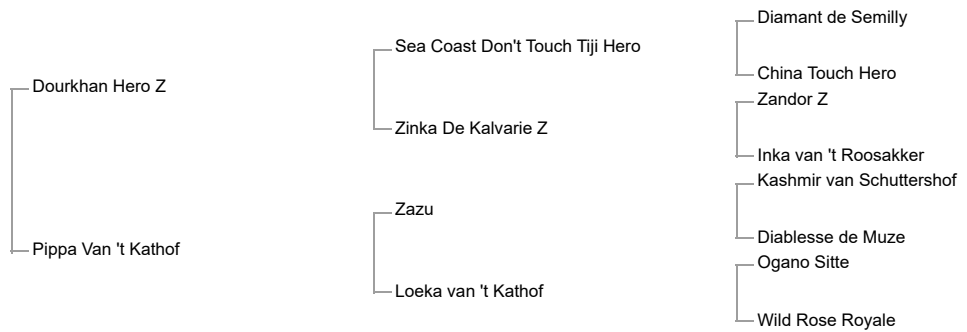 Diamant de Semilly
Sea Coast Don't Touch Tiji Hero
China Touch Hero
Dourkhan Hero Z
Zandor Z
Zinka De Kalvarie Z
Inka van 't Roosakker
Kashmir van Schuttershof
Zazu
Diablesse de Muze
Pippa Van 't Kathof
Ogano Sitte
Loeka van 't Kathof
Wild Rose Royale